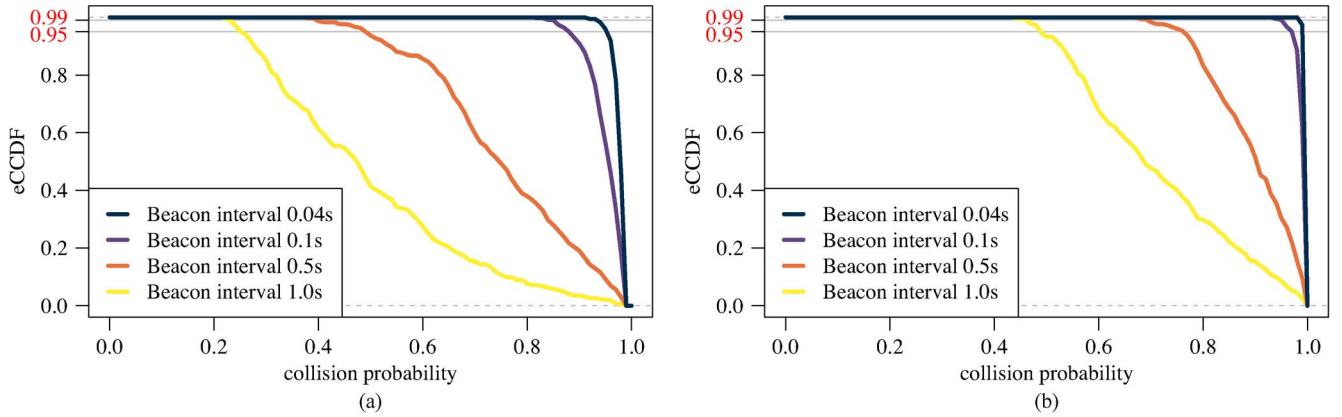 0.99
0.95
0.8
0.6
0.4
0.2
0.0
eCCDF
Beacon interval 0.04s
Beacon interval 0.1s
Beacon interval 0.5s
Beacon interval 1.0s
0.0 0.2 0.4 0.6 0.8 1.0
collision probability
(a)
0.99
0.95
0.8
0.6
0.4
0.2
0.0
eCCDF
Beacon interval 0.04s
Beacon interval 0.1s
Beacon interval 0.5s
Beacon interval 1.0s
0.0 0.2 0.4 0.6 0.8 1.0
collision probability
(b)